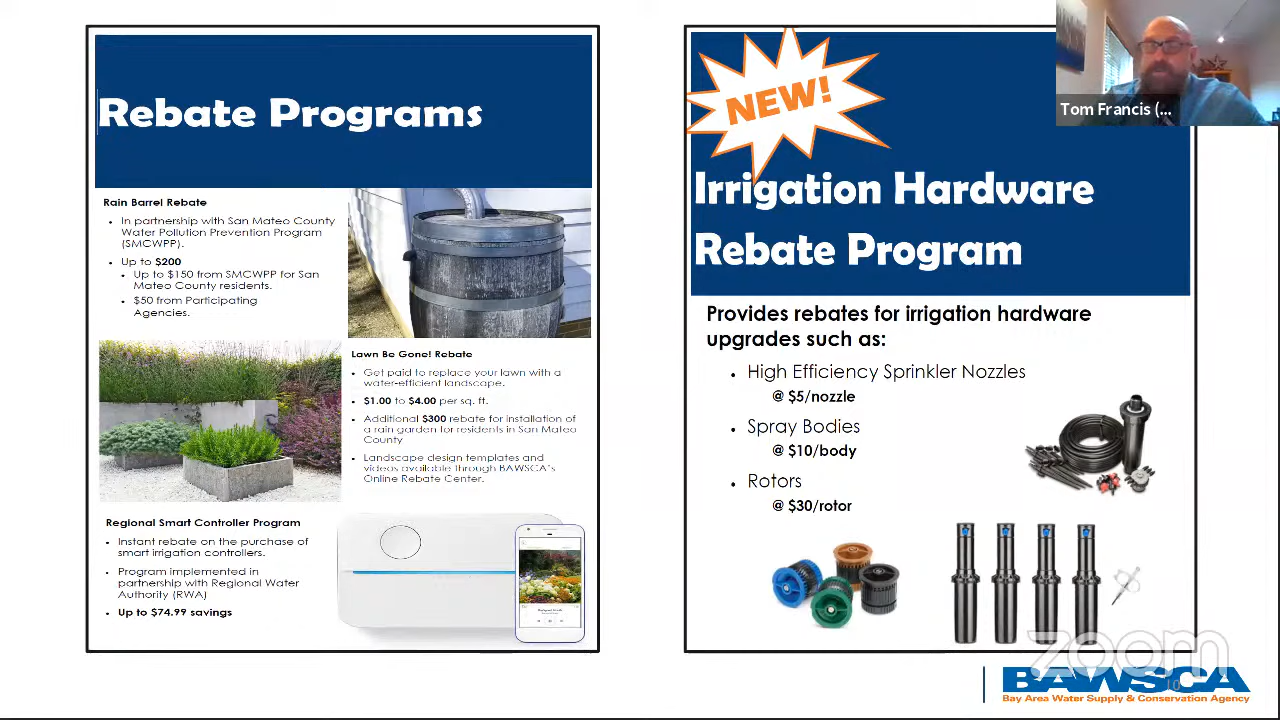 Rebate Programs
Rain Barrel Rebate
• In partnership with San Mateo County
Water Pollution Prevention Program
(SMCWPP).
• Up to $200
• Up to $150 from SMCWPP for San
Mateo County residents.
• $50 from Participating
Agencies.
Lawn Be Gone! Rebate
• Get paid to replace your lawn with a
water-efficient landscape.
• $1.00 to $4.00 per sq. ft.
• Additional $300 rebate for installation of
a rain garden for residents in San Mateo
County
• Landscape design templates and
videos available through BAWSCA's
Online Rebate Center.
Regional Smart Controller Program
• Instant rebate on the purchase of
smart irrigation controllers.
• Program implemented in
partnership with Regional Water
Authority (RWA)
• Up to $74.99 savings
NEW!
Irrigation Hardware
Rebate Program
Provides rebates for irrigation hardware
upgrades such as:
• High Efficiency Sprinkler Nozzles
@ $5/nozzle
• Spray Bodies
@ $10/body
• Rotors
@ $30/rotor
Tom Francis (...
zoom
BAWSCA
10
Bay Area Water Supply & Conservation Agency